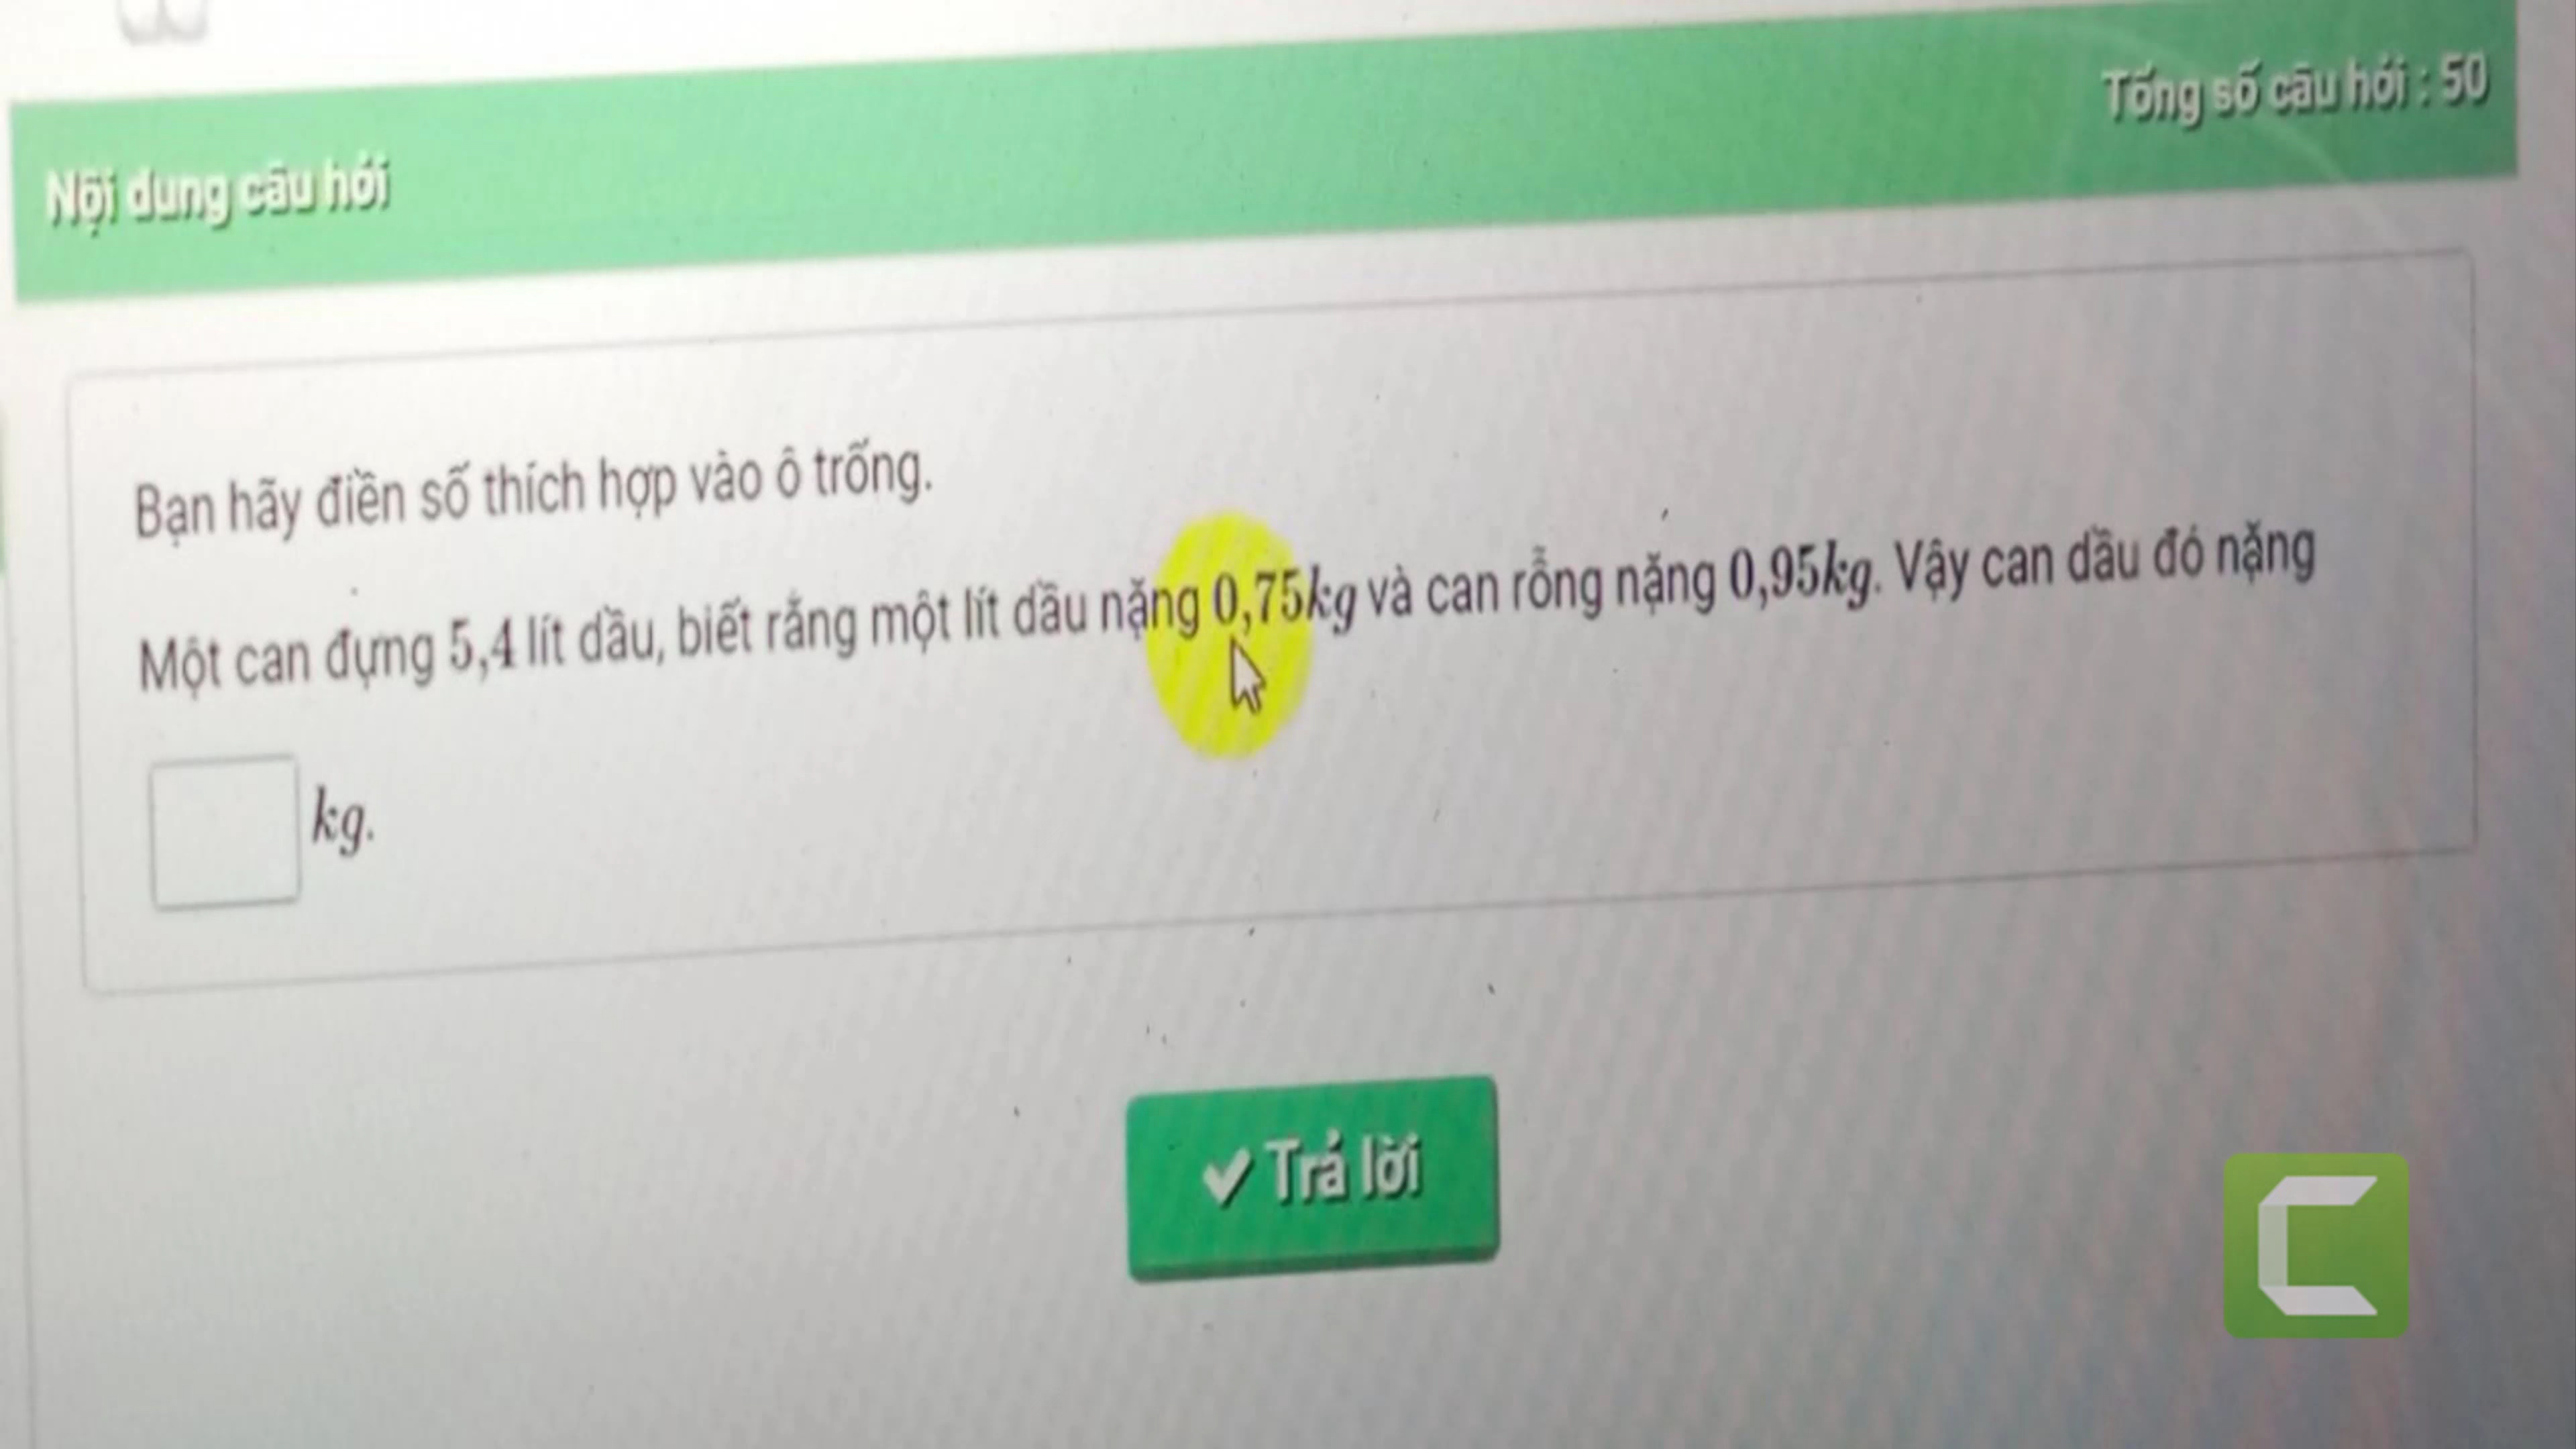 Tổng số câu hỏi : 50
Nội dung câu hỏi
Bạn hãy điền số thích hợp vào ô trống.
Một can đựng 5,4 lít dầu, biết rằng một lít dầu nặng 0,75kg và can rỗng nặng 0,95kg. Vậy can dầu đó nặng
kg.
✔ Trả lời